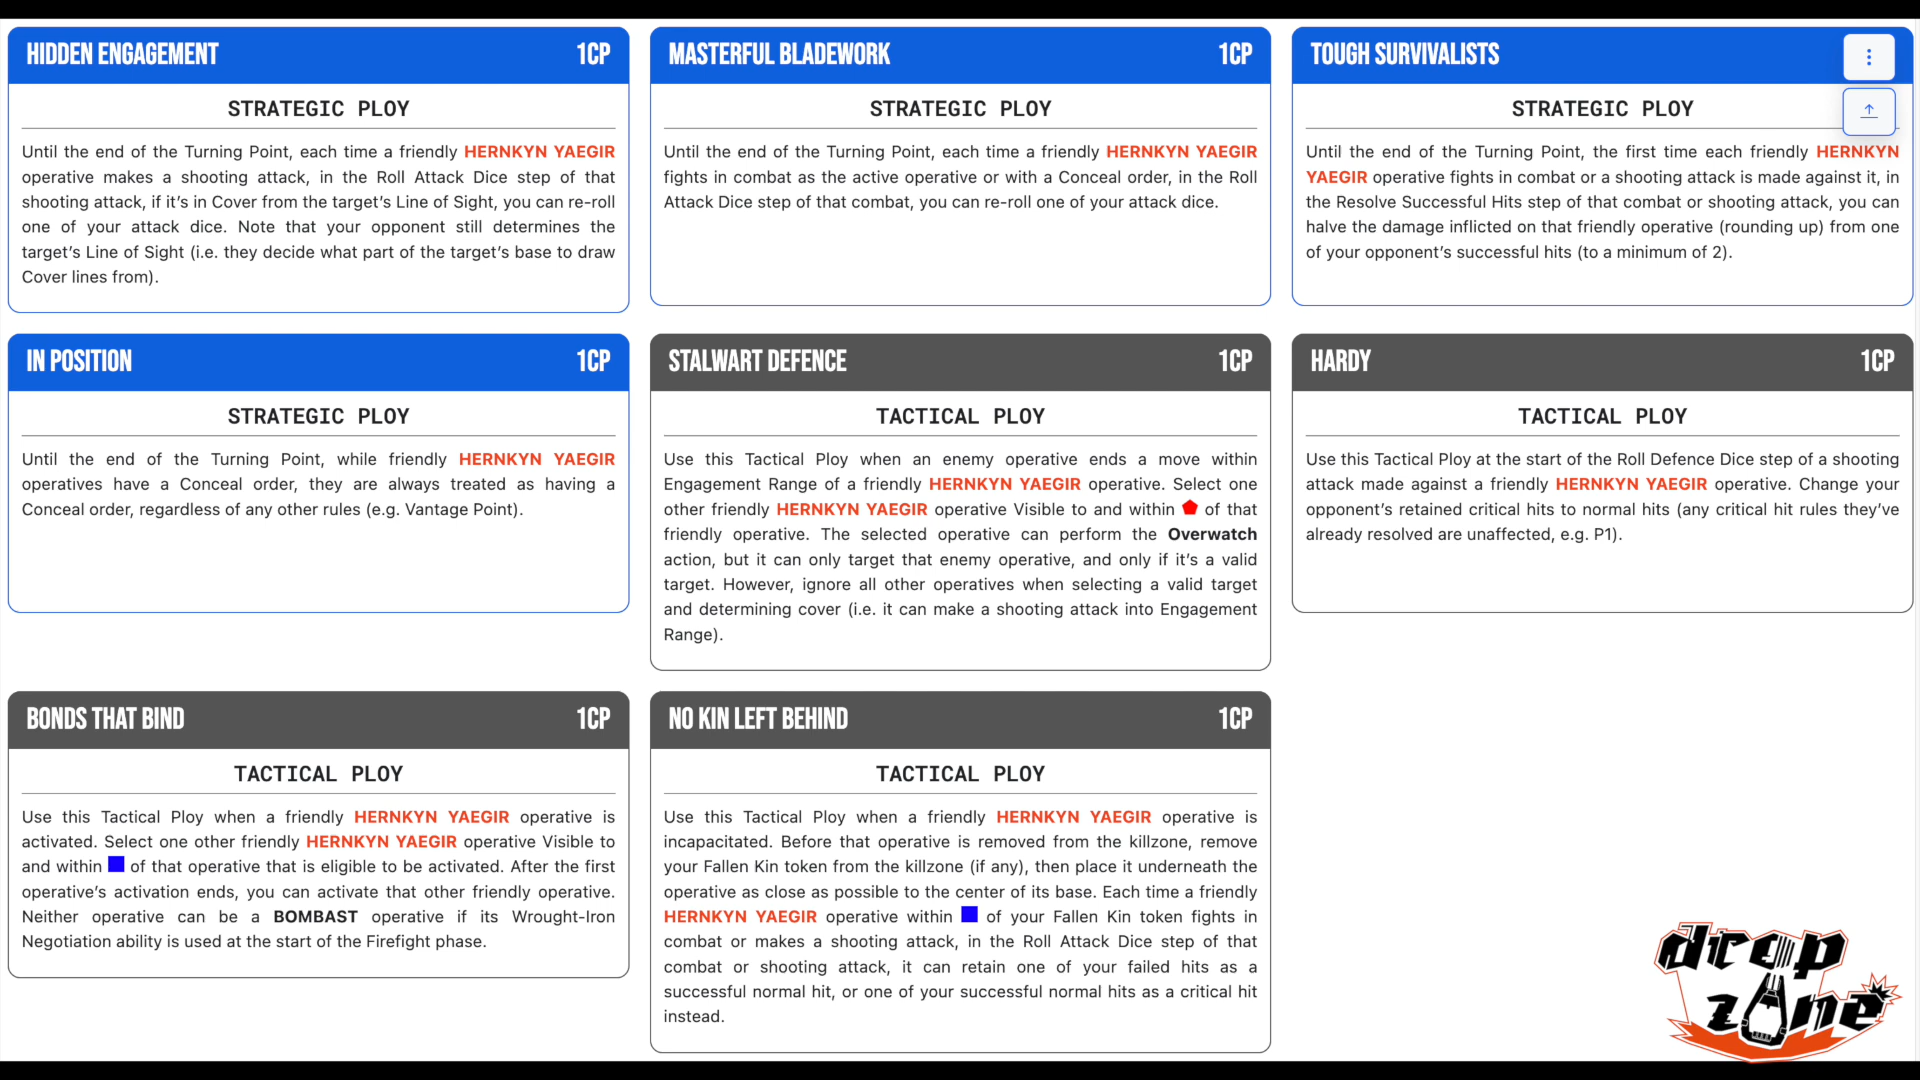 HIDDEN ENGAGEMENT 1CP
STRATEGIC PLOY
Until the end of the Turning Point, each time a friendly HERNKYN YAEGIR
operative makes a shooting attack, in the Roll Attack Dice step of that
shooting attack, if it's in Cover from the target's Line of Sight, you can re-roll
one of your attack dice. Note that your opponent still determines the
target's Line of Sight (i.e. they decide what part of the target's base to draw
Cover lines from).
MASTERFUL BLADEWORK 1CP
STRATEGIC PLOY
Until the end of the Turning Point, each time a friendly HERNKYN YAEGIR
fights in combat as the active operative or with a Conceal order, in the Roll
Attack Dice step of that combat, you can re-roll one of your attack dice.
TOUGH SURVIVALISTS
STRATEGIC PLOY
Until the end of the Turning Point, the first time each friendly HERNKYN
YAEGIR operative fights in combat or a shooting attack is made against it, in
the Resolve Successful Hits step of that combat or shooting attack, you can
halve the damage inflicted on that friendly operative (rounding up) from one
of your opponent's successful hits (to a minimum of 2).
IN POSITION 1CP
STRATEGIC PLOY
Until the end of the Turning Point, while friendly HERNKYN YAEGIR
operatives have a Conceal order, they are always treated as having a
Conceal order, regardless of any other rules (e.g. Vantage Point).
STALWART DEFENCE 1CP
TACTICAL PLOY
Use this Tactical Ploy when an enemy operative ends a move within
Engagement Range of a friendly HERNKYN YAEGIR operative. Select one
other friendly HERNKYN YAEGIR operative Visible to and within of that
friendly operative. The selected operative can perform the Overwatch
action, but it can only target that enemy operative, and only if it's a valid
target. However, ignore all other operatives when selecting a valid target
and determining cover (i.e. it can make a shooting attack into Engagement
Range).
HARDY 1CP
TACTICAL PLOY
Use this Tactical Ploy at the start of the Roll Defence Dice step of a shooting
attack made against a friendly HERNKYN YAEGIR operative. Change your
opponent's retained critical hits to normal hits (any critical hit rules they've
already resolved are unaffected, e.g. P1).
BONDS THAT BIND 1CP
TACTICAL PLOY
Use this Tactical Ploy when a friendly HERNKYN YAEGIR operative is
activated. Select one other friendly HERNKYN YAEGIR operative Visible to
and within of that operative that is eligible to be activated. After the first
operative's activation ends, you can activate that other friendly operative.
Neither operative can be a BOMBAST operative if its Wrought-Iron
Negotiation ability is used at the start of the Firefight phase.
NO KIN LEFT BEHIND 1CP
TACTICAL PLOY
Use this Tactical Ploy when a friendly HERNKYN YAEGIR operative is
incapacitated. Before that operative is removed from the killzone, remove
your Fallen Kin token from the killzone (if any), then place it underneath the
operative as close as possible to the center of its base. Each time a friendly
HERNKYN YAEGIR operative within of your Fallen Kin token fights in
combat or makes a shooting attack, in the Roll Attack Dice step of that
combat or shooting attack, it can retain one of your failed hits as a
successful normal hit, or one of your successful normal hits as a critical hit
instead.
drop
zone